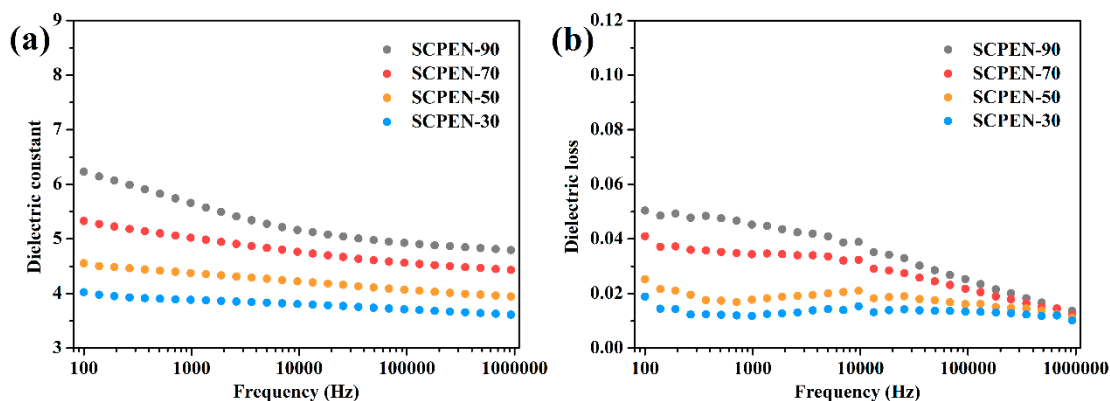 (a)
Dielectric constant
9
8
7
6
5
4
3
SCPEN-90
SCPEN-70
SCPEN-50
SCPEN-30
100 1000 10000 100000 1000000
Frequency (Hz)
(b)
Dielectric loss
0.12
0.10
0.08
0.06
0.04
0.02
0.00
SCPEN-90
SCPEN-70
SCPEN-50
SCPEN-30
100 1000 10000 100000 1000000
Frequency (Hz)